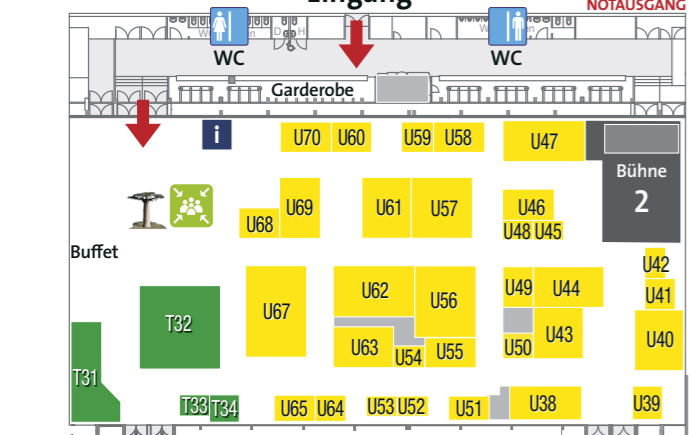 Eingang
NOTAUSGANG
WC
WC
D
H
Garderobe
i
U70 U60 U59 U58 U47
Bühne
2
U69 U61 U57 U46
U68 U48 U45
Buffet
U42
U62 U49 U44 U41
U67 U56
T32 U43 U40
U63 U54 U55 U50
T31
T33 T34 U65 U64 U53 U52 U51 U38 U39